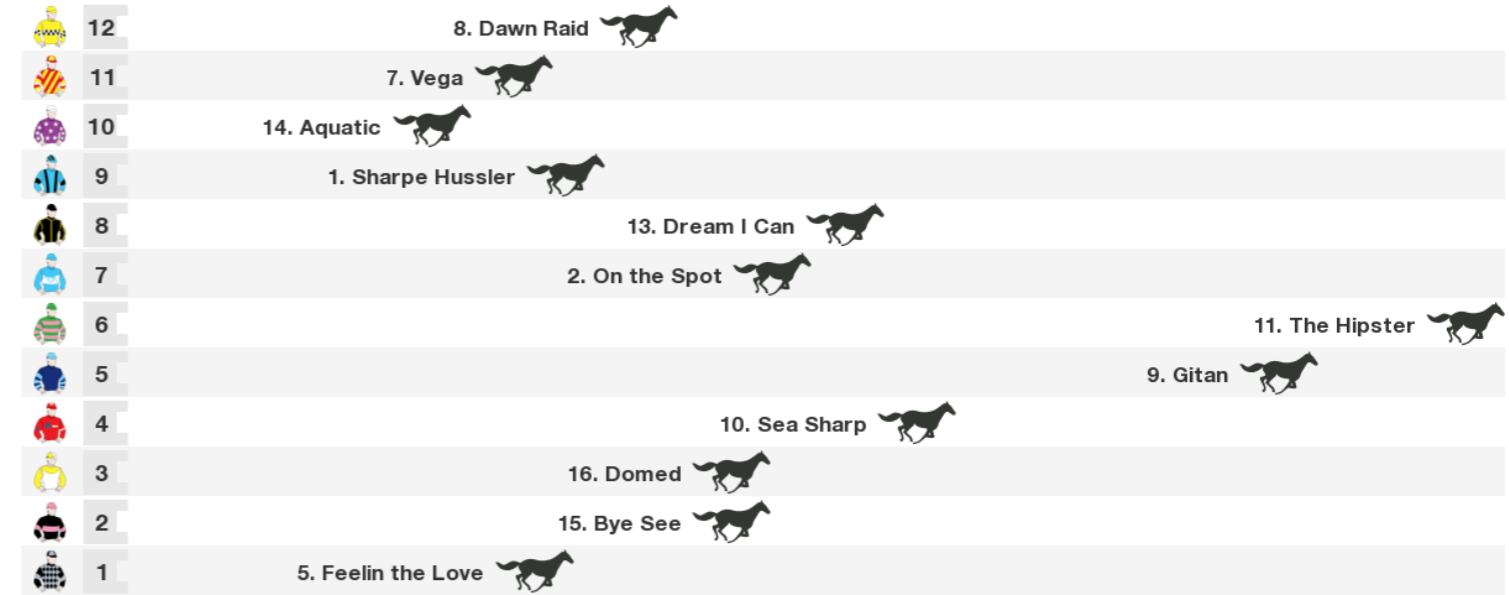 12 8. Dawn Raid
11 7. Vega
10 14. Aquatic
9 1. Sharpe Hussler
8 13. Dream I Can
7 2. On the Spot
6 11. The Hipster
5 9. Gitan
4 10. Sea Sharp
3 16. Domed
2 15. Bye See
1 5. Feelin the Love